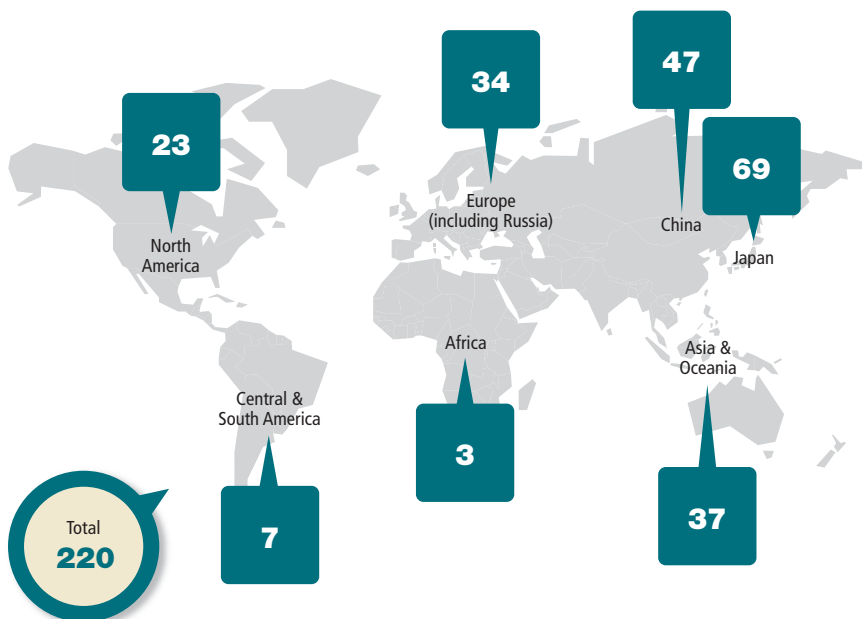 47
34
23
69
Europe
(including Russia)
China
North
America
Japan
Africa
Asia &
Oceania
Central &
South America
3
37
7
Total
220